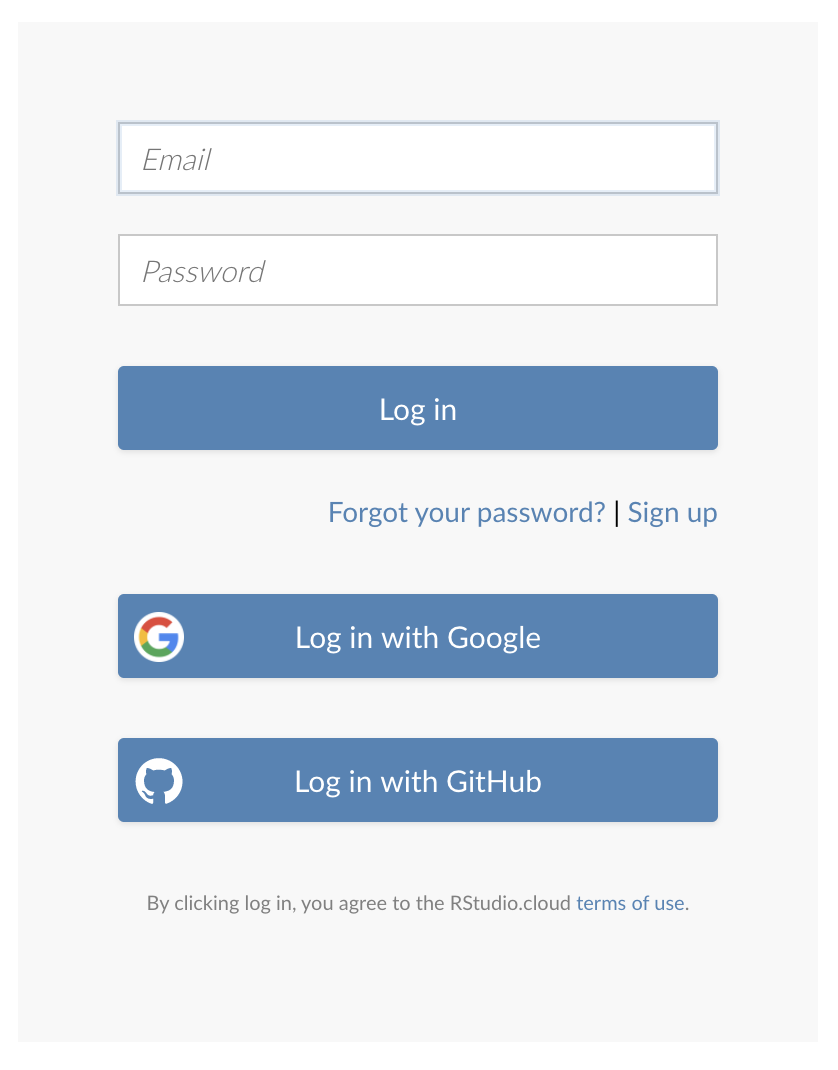 Email
Password
Log in
Forgot your password? | Sign up
Log in with Google
Log in with GitHub
By clicking log in, you agree to the RStudio.cloud terms of use.